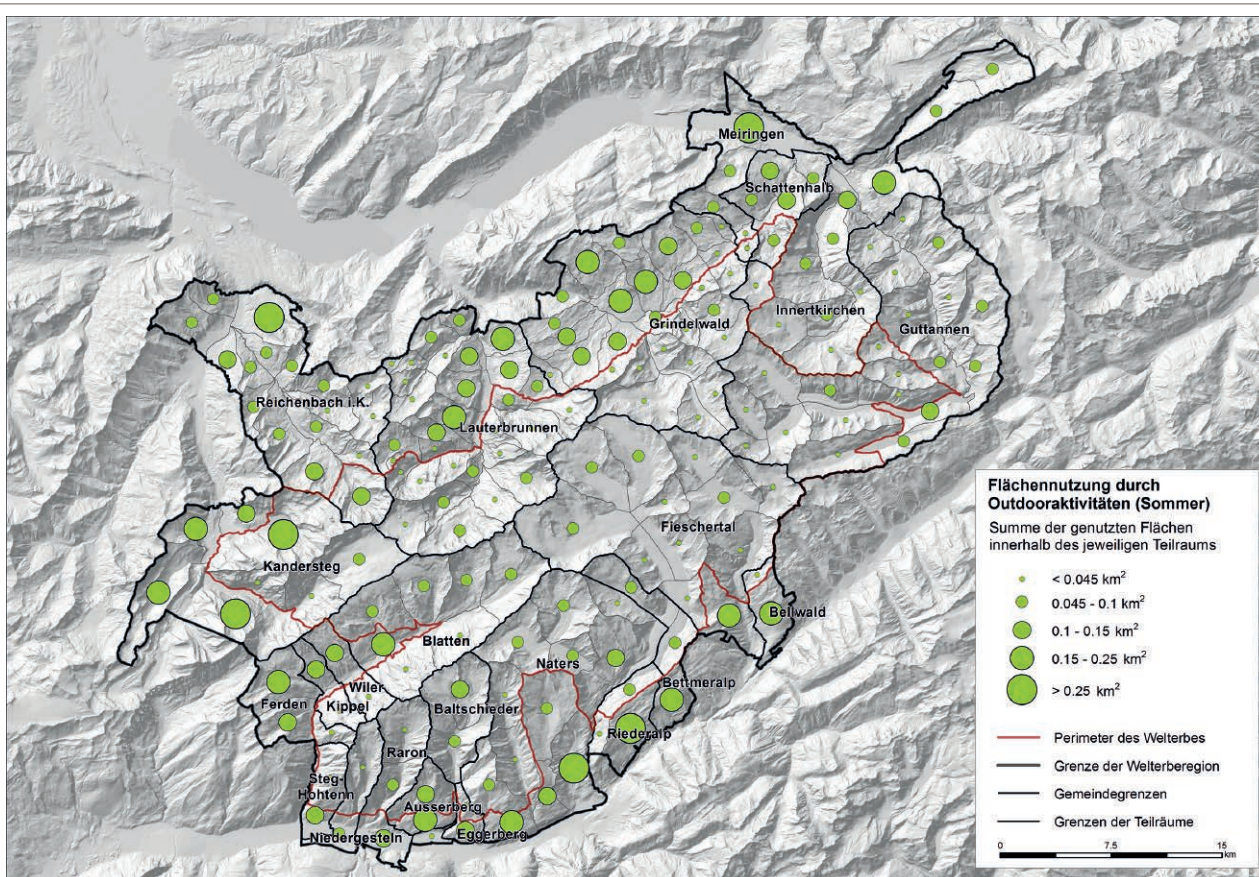 Meiringen
Schattenhalb
Innertkirchen
Guttannen
Grindelwald
Reichenbach i.K.
Lauterbrunnen
Fieschertal
Kandersteg
Bellwald
Blatten
Naters
Wiler
Bettmeralp
Ferden
Kippel
Baltschieder
Riederalp
Raron
Steg-
Hohtenn
Ausserberg
Niedergesteln
Eggerberg
Flächennutzung durch
Outdooraktivitäten (Sommer)
Summe der genutzten Flächen
innerhalb des jeweiligen Teilraums
< 0.045 km²
0.045 - 0.1 km²
0.1 - 0.15 km²
0.15 - 0.25 km²
> 0.25 km²
Perimeter des Welterbes
Grenze der Welterberegion
Gemeindegrenzen
Grenzen der Teilräume
0 7.5 15
km